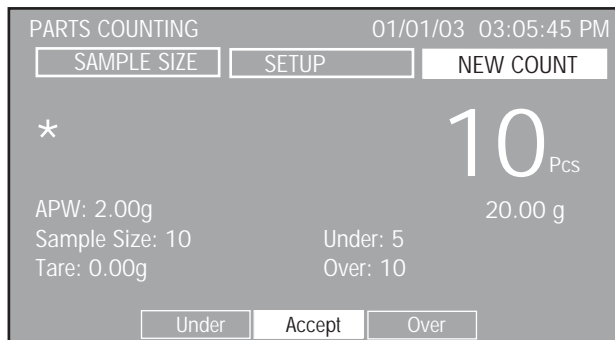 PARTS COUNTING 01/01/03 03:05:45 PM
SAMPLE SIZE SETUP NEW COUNT
* 10 Pcs
APW: 2.00g 20.00 g
Sample Size: 10 Under: 5
Tare: 0.00g Over: 10
Under Accept Over